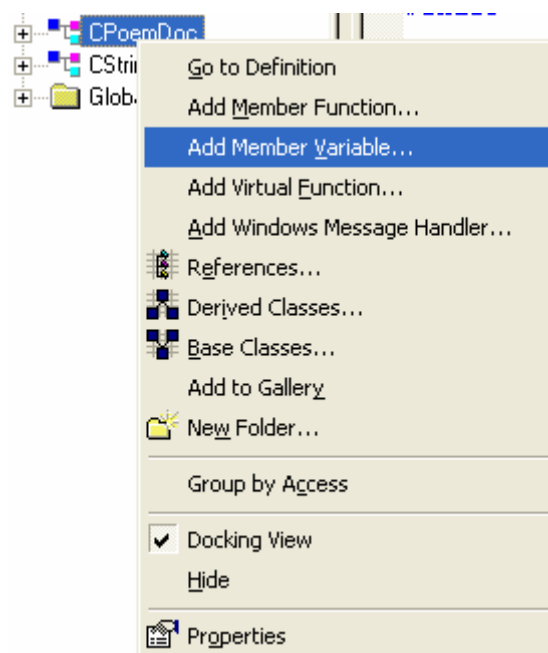 CPoemDoc
CStri
Glob
Go to Definition
Add Member Function...
Add Member Variable...
Add Virtual Function...
Add Windows Message Handler...
References...
Derived Classes...
Base Classes...
Add to Gallery
New Folder...
Group by Access
Docking View
Hide
Properties